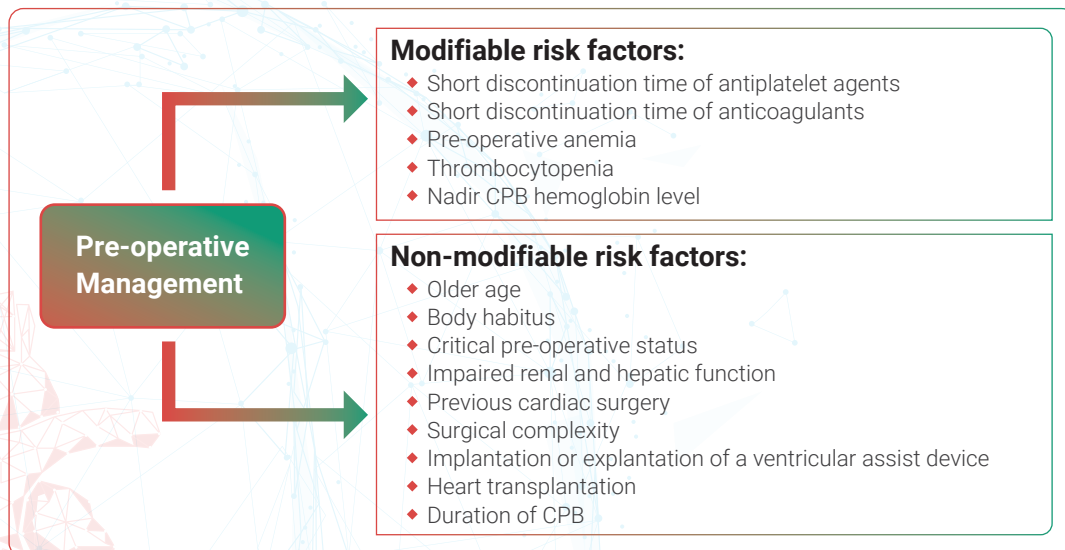 Pre-operative
Management
Modifiable risk factors:
Short discontinuation time of antiplatelet agents
Short discontinuation time of anticoagulants
Pre-operative anemia
Thrombocytopenia
Nadir CPB hemoglobin level
Non-modifiable risk factors:
Older age
Body habitus
Critical pre-operative status
Impaired renal and hepatic function
Previous cardiac surgery
Surgical complexity
Implantation or explantation of a ventricular assist device
Heart transplantation
Duration of CPB